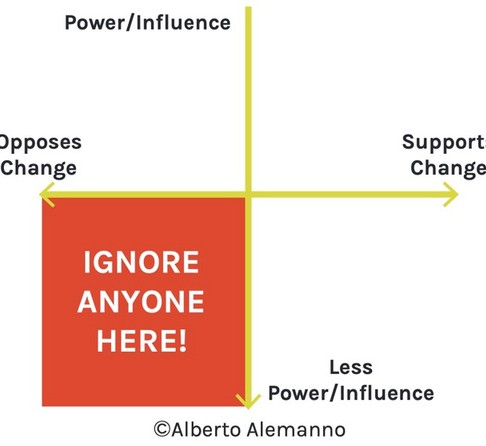 Power/Influence
Opposes
Change
Support
Change
IGNORE
ANYONE
HERE!
Less
Power/Influence
©Alberto Alemanno